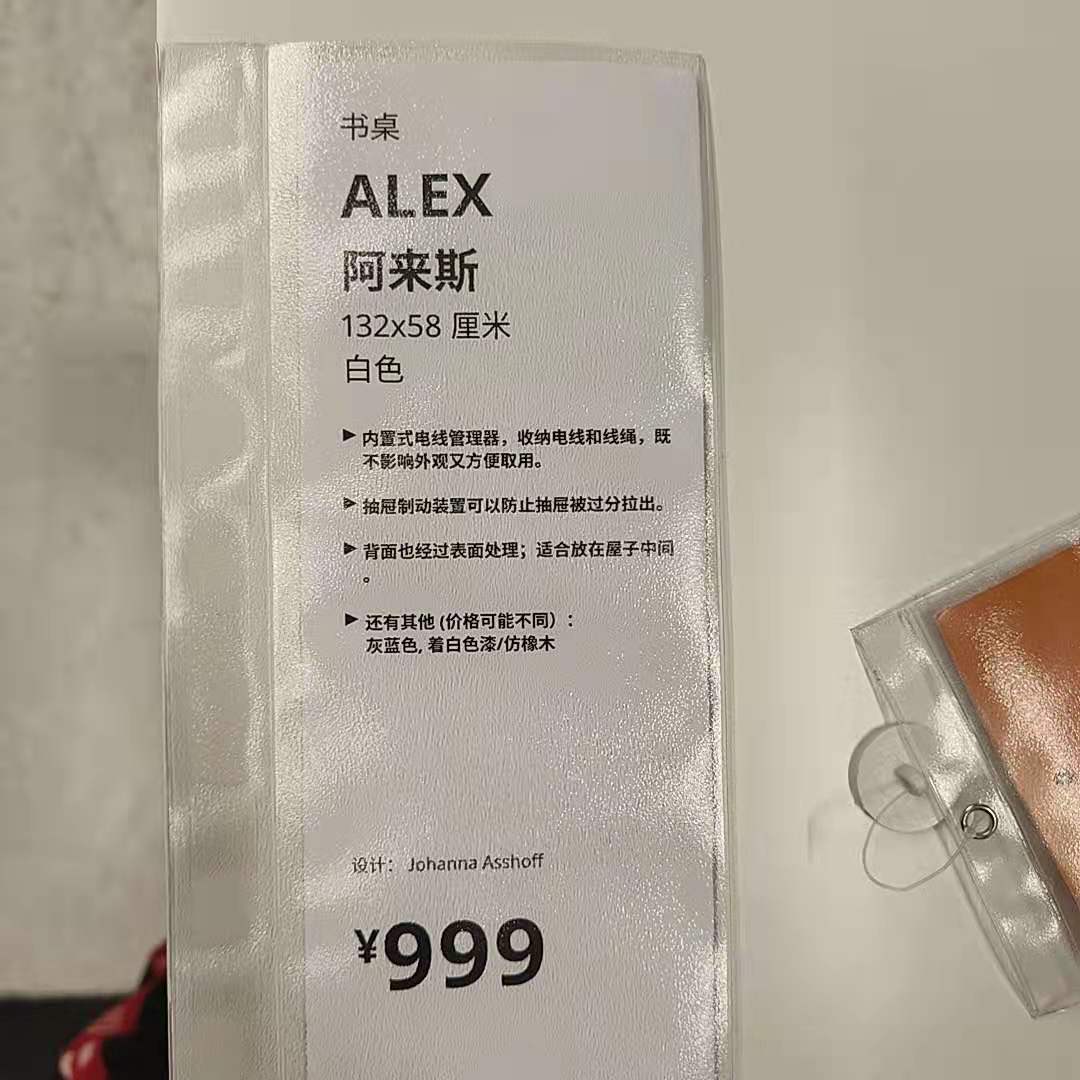 书桌
ALEX
阿来斯
132x58 厘米
白色
▶ 内置式电线管理器，收纳电线和线绳，既
不影响外观又方便取用。
▶ 抽屉制动装置可以防止抽屉被过分拉出。
▶ 背面也经过表面处理；适合放在屋子中间
。
▶ 还有其他 (价格可能不同）：
灰蓝色, 着白色漆/仿橡木
设计： Johanna Asshoff
¥999